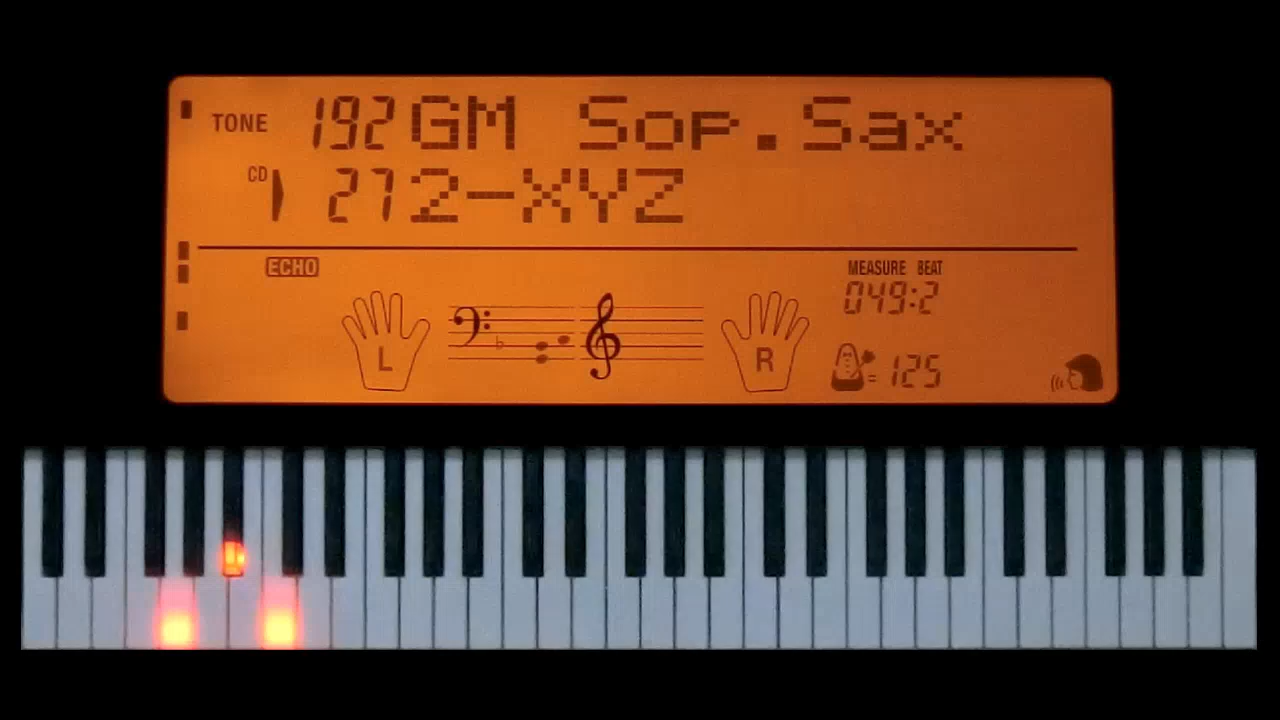 TONE 192 GM Sop.Sax
CD 272-XYZ
ECHO
MEASURE BEAT
049:2
L
R
= 125